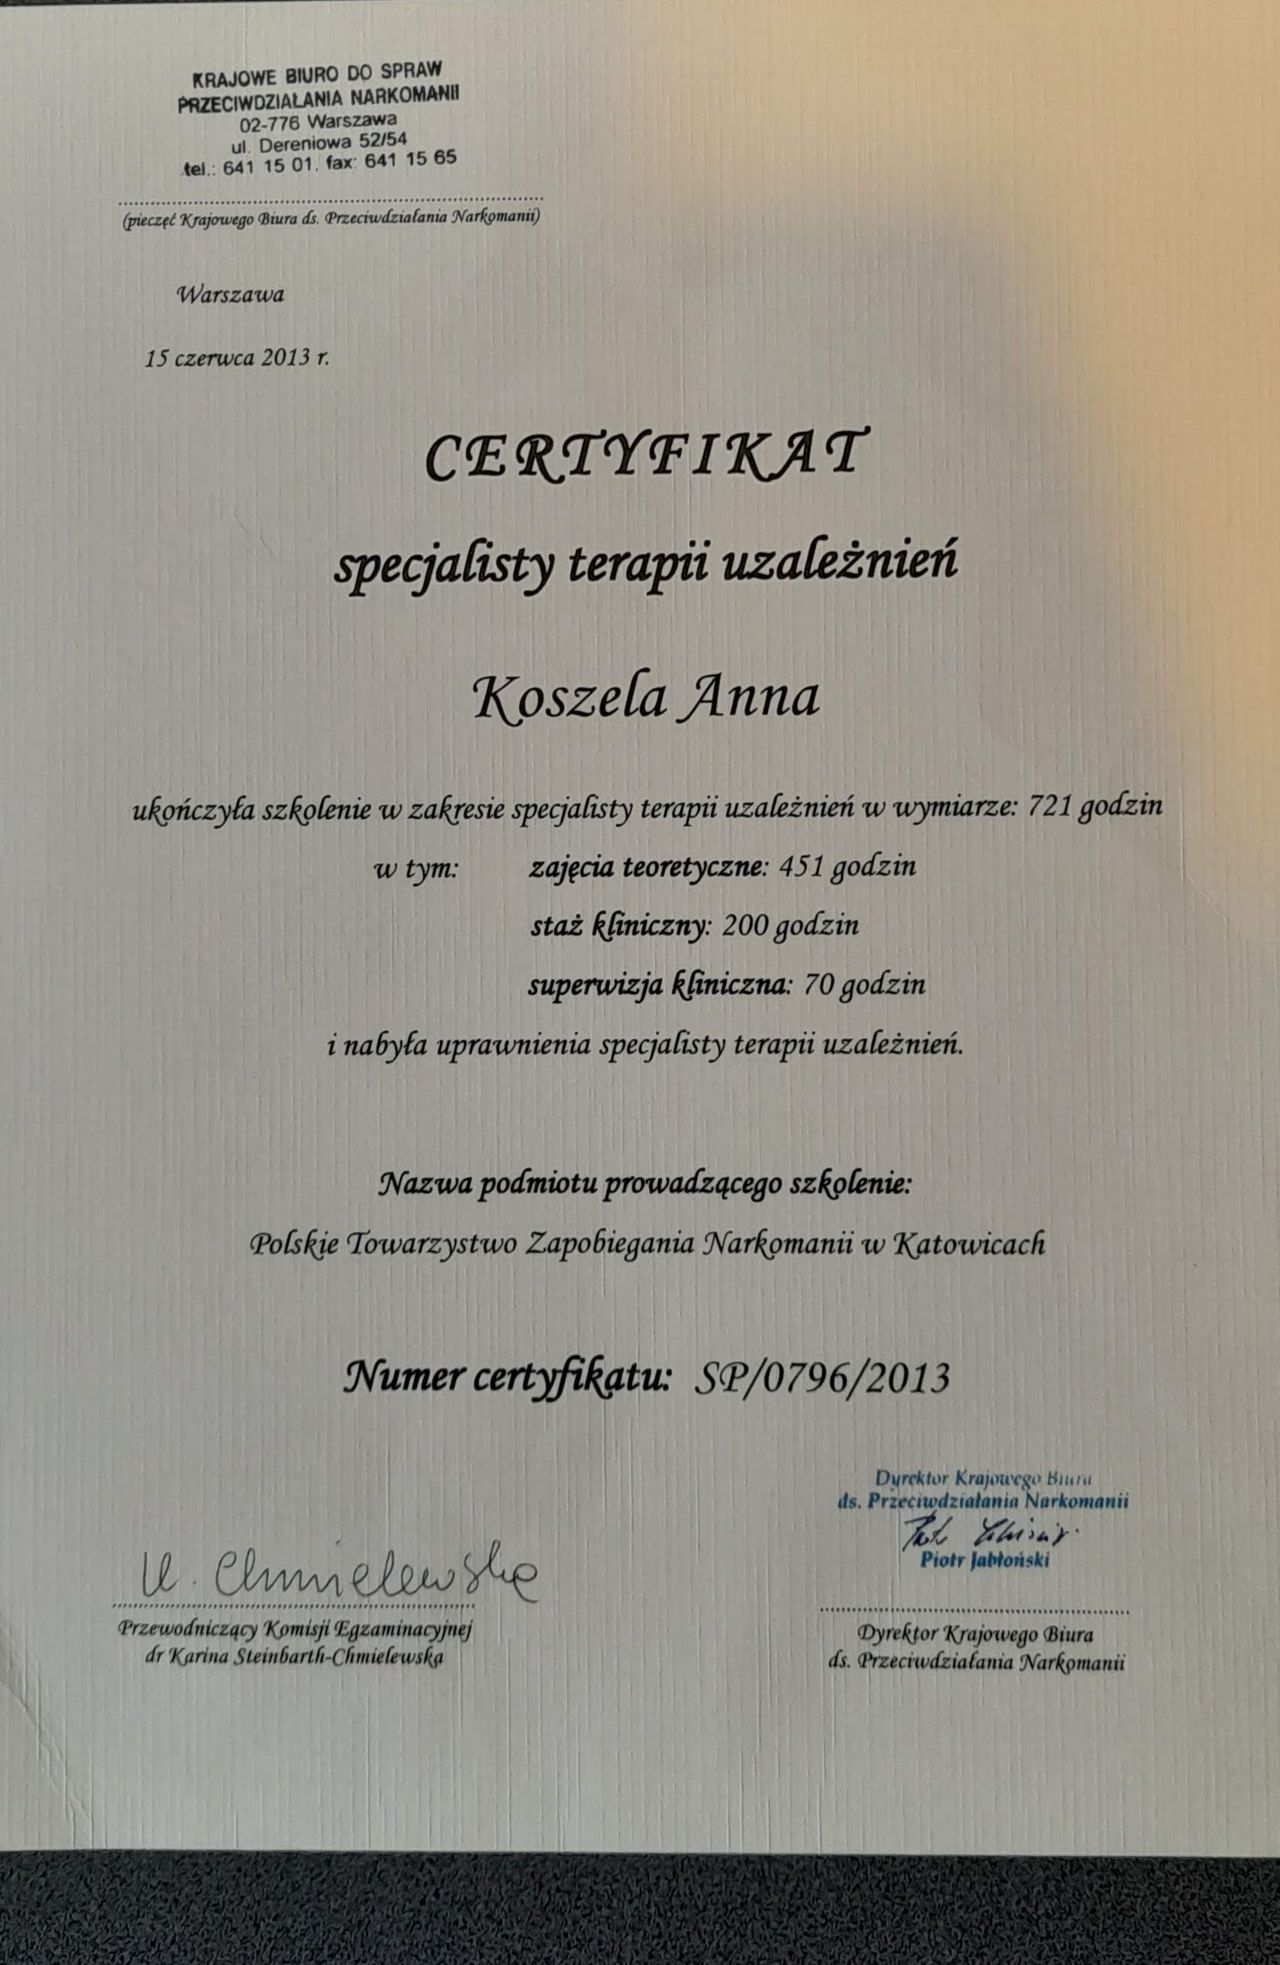 KRAJOWE BIURO DO SPRAW
PRZECIWDZIAŁANIA NARKOMANII
02-776 Warszawa
ul. Dereniowa 52/54
tel.: 641 15 01. fax: 641 15 65
(pieczęć Krajowego Biura ds. Przeciwdziałania Narkomanii)
Warszawa
15 czerwca 2013 r.
CERTYFIKAT
specjalisty terapii uzależnień
Koszela Anna
ukończyła szkolenie w zakresie specjalisty terapii uzależnień w wymiarze: 721 godzin
w tym: zajęcia teoretyczne: 451 godzin
staż kliniczny: 200 godzin
superwizja kliniczna: 70 godzin
i nabyła uprawnienia specjalisty terapii uzależnień.
Nazwa podmiotu prowadzącego szkolenie:
Polskie Towarzystwo Zapobiegania Narkomanii w Katowicach
Numer certyfikatu: SP/0796/2013
Dyrektor Krajowego Biura
ds. Przeciwdziałania Narkomanii
Piotr Jabłoński
Chmielewska
Przewodniczący Komisji Egzaminacyjnej
dr Karina Steinbarth-Chmielewska
Dyrektor Krajowego Biura
ds. Przeciwdziałania Narkomanii